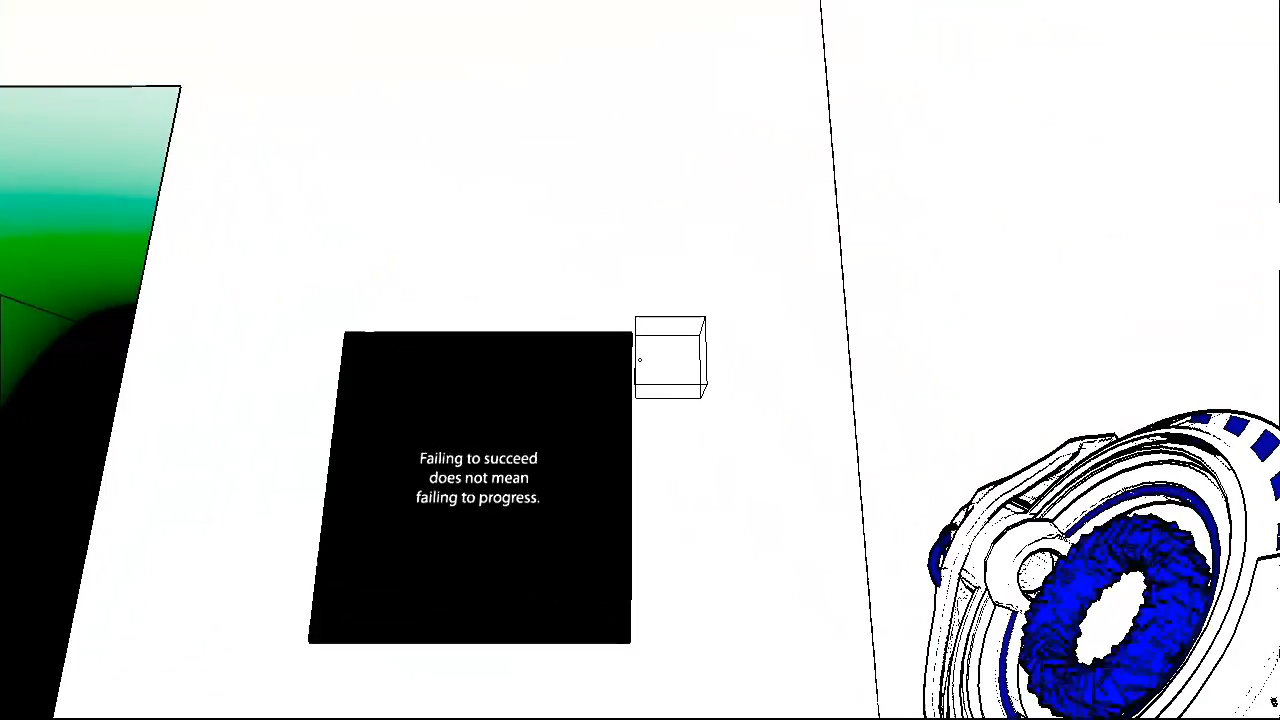 Failing to succeed
does not mean
failing to progress.